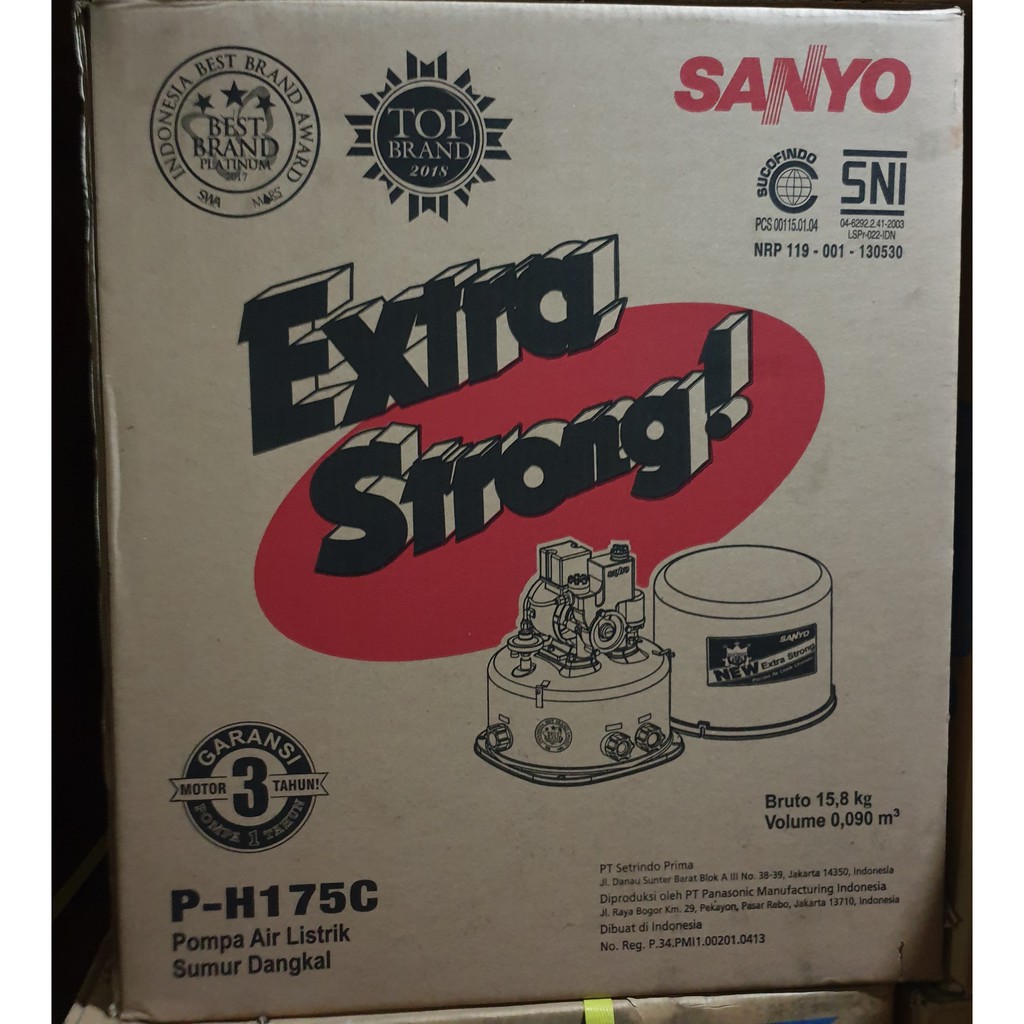 INDONESIA BEST BRAND AWARD
BEST
BRAND
PLATINUM
2017
SWA MARS
TOP
BRAND
2018
SANYO
SUCOFINDO
PCS 00115.01.04
SNI
04-6292.2.41-2003
LSPr-022-IDN
NRP 119 - 001 - 130530
Extra
Strong!
SANYO
SANYO
NEW Extra Strong
GARANSI
MOTOR 3 TAHUN!
POMPA 1 TAHUN
Bruto 15,8 kg
Volume 0,090 m³
P-H175C
Pompa Air Listrik
Sumur Dangkal
PT Setrindo Prima
Jl. Danau Sunter Barat Blok A III No. 38-39, Jakarta 14350, Indonesia
Diproduksi oleh PT Panasonic Manufacturing Indonesia
Jl. Raya Bogor Km. 29, Pekayon, Pasar Rebo, Jakarta 13710, Indonesia
Dibuat di Indonesia
No. Reg. P.34.PMI1.00201.0413